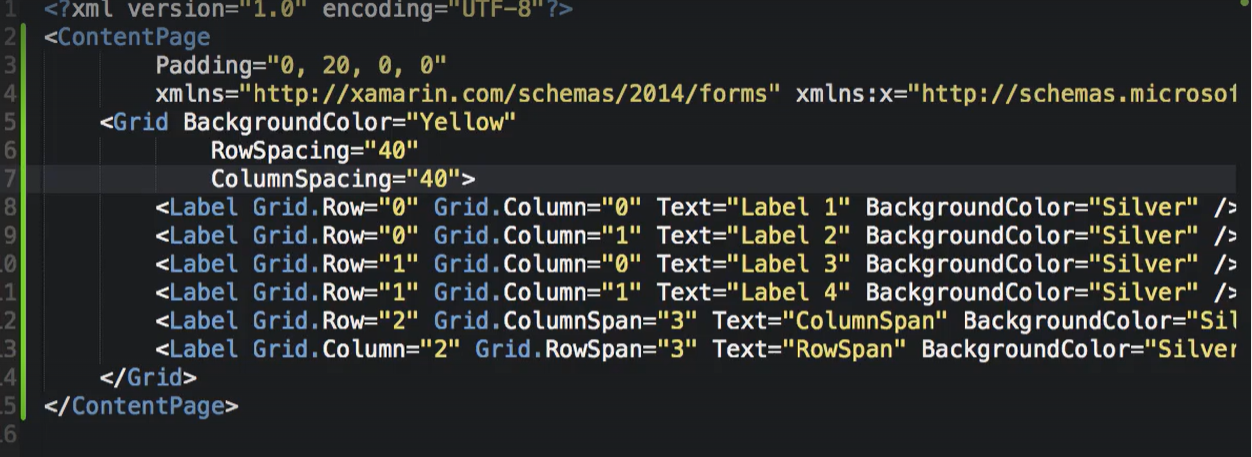 1 <?xml version="1.0" encoding="UTF-8"?>
2 <ContentPage
3 Padding="0, 20, 0, 0"
4 xmlns="http://xamarin.com/schemas/2014/forms" xmlns:x="http://schemas.microsof
5 <Grid BackgroundColor="Yellow"
6 RowSpacing="40"
7 ColumnSpacing="40">
8 <Label Grid.Row="0" Grid.Column="0" Text="Label 1" BackgroundColor="Silver" />
9 <Label Grid.Row="0" Grid.Column="1" Text="Label 2" BackgroundColor="Silver" />
0 <Label Grid.Row="1" Grid.Column="0" Text="Label 3" BackgroundColor="Silver" />
1 <Label Grid.Row="1" Grid.Column="1" Text="Label 4" BackgroundColor="Silver" />
2 <Label Grid.Row="2" Grid.ColumnSpan="3" Text="ColumnSpan" BackgroundColor="Sil
3 <Label Grid.Column="2" Grid.RowSpan="3" Text="RowSpan" BackgroundColor="Silver
4 </Grid>
5 </ContentPage>
6